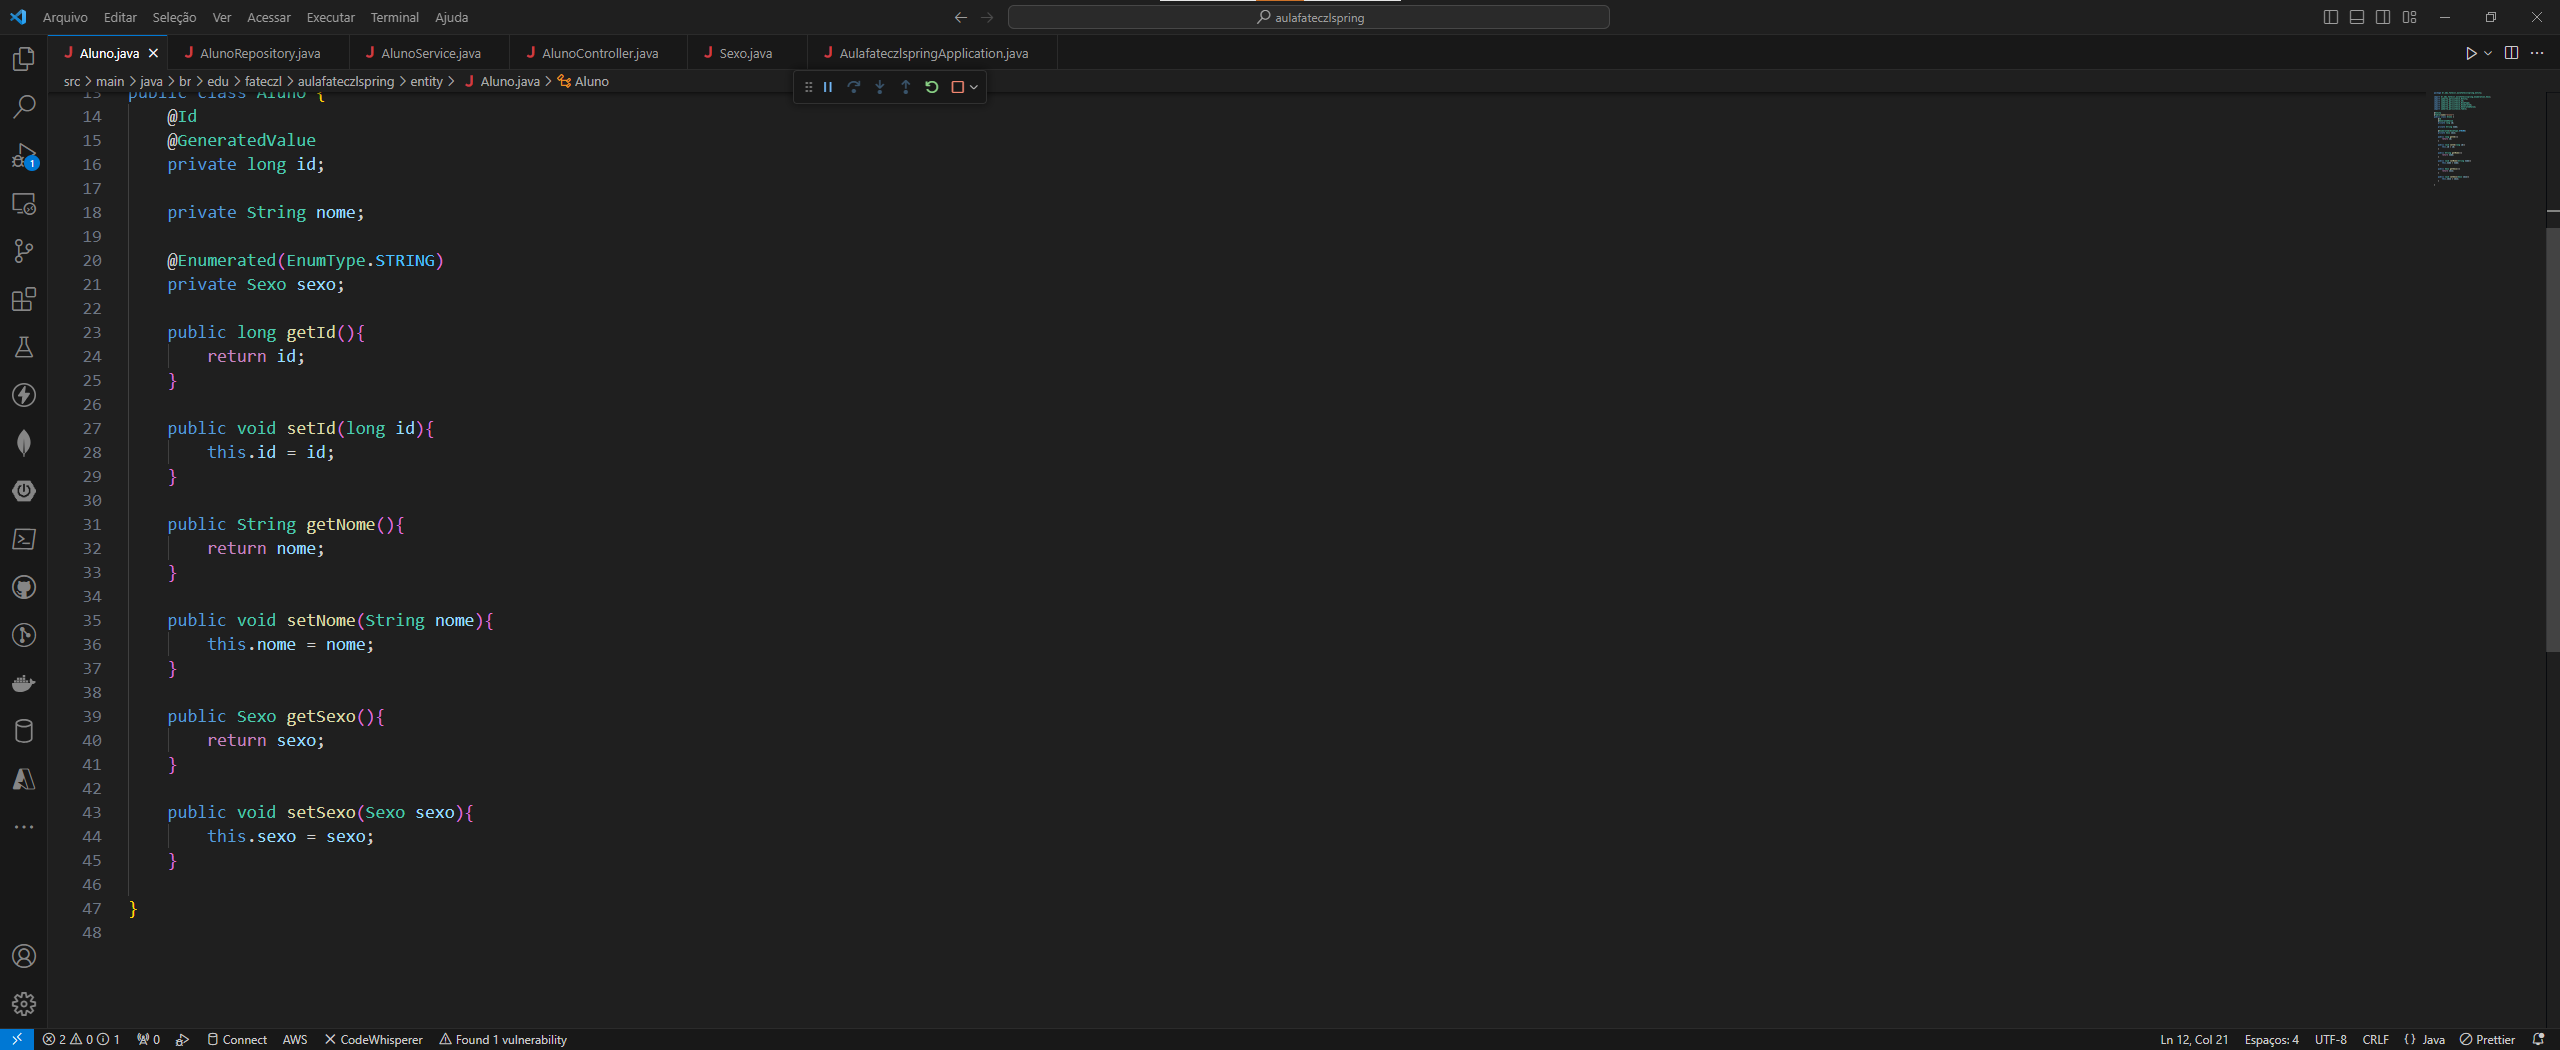 Arquivo Editar Seleção Ver Acessar Executar Terminal Ajuda aulafateczlspring
Aluno.java AlunoRepository.java AlunoService.java AlunoController.java Sexo.java AulafateczlspringApplication.java
src > main > java > br > edu > fateczl > aulafateczlspring > entity > Aluno.java > Aluno
13 public class Aluno {
14 @Id
15 @GeneratedValue
16 private long id;
17
18 private String nome;
19
20 @Enumerated(EnumType.STRING)
21 private Sexo sexo;
22
23 public long getId(){
24 return id;
25 }
26
27 public void setId(long id){
28 this.id = id;
29 }
30
31 public String getNome(){
32 return nome;
33 }
34
35 public void setNome(String nome){
36 this.nome = nome;
37 }
38
39 public Sexo getSexo(){
40 return sexo;
41 }
42
43 public void setSexo(Sexo sexo){
44 this.sexo = sexo;
45 }
46
47 }
48
1
2 0 1 0 Connect AWS CodeWhisperer Found 1 vulnerability Ln 12, Col 21 Espaços: 4 UTF-8 CRLF {} Java Prettier